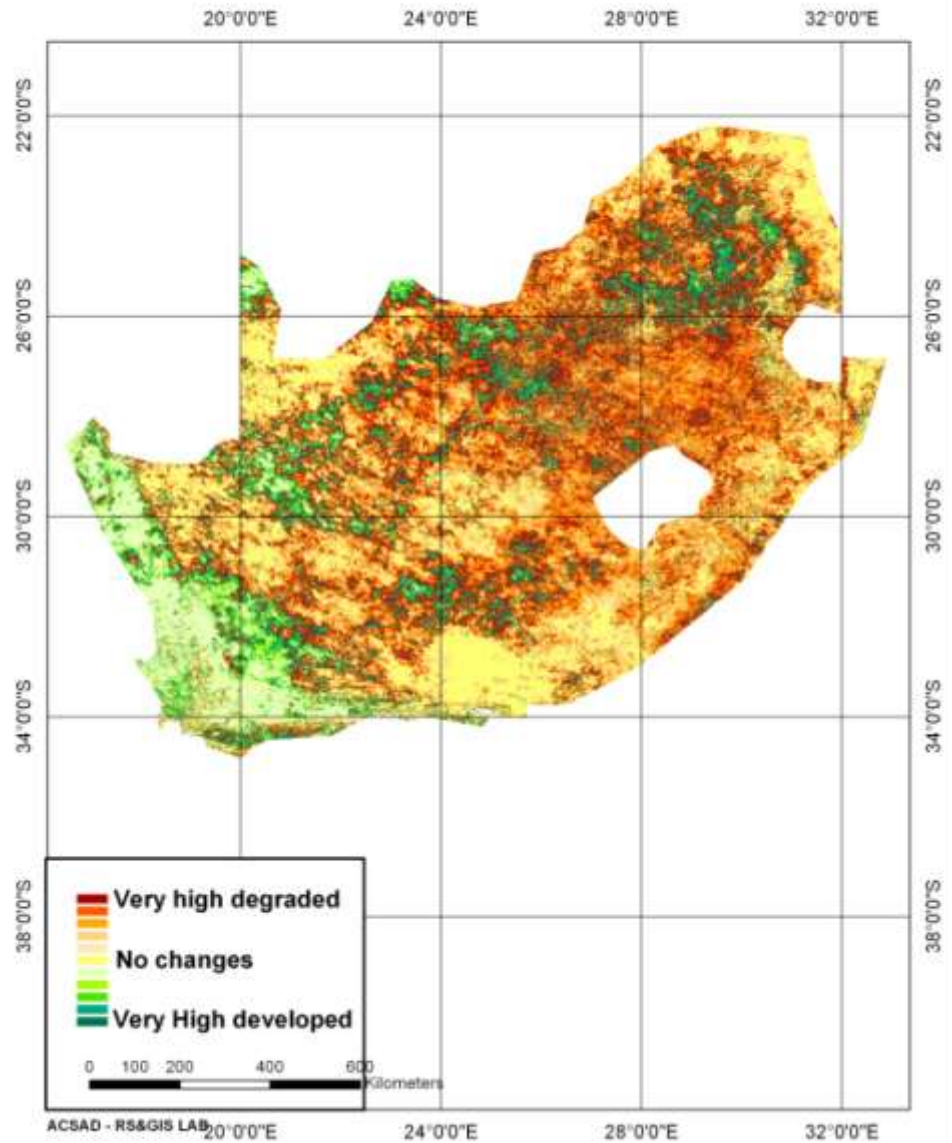 20°0'0"E 24°0'0"E 28°0'0"E 32°0'0"E
22°0'0"S 22°0'0"S
26°0'0"S 26°0'0"S
30°0'0"S 30°0'0"S
34°0'0"S 34°0'0"S
38°0'0"S 38°0'0"S
Very high degraded
No changes
Very High developed
0 100 200 400 600
Kilometers
ACSAD - RS&GIS LAB
20°0'0"E 24°0'0"E 28°0'0"E 32°0'0"E